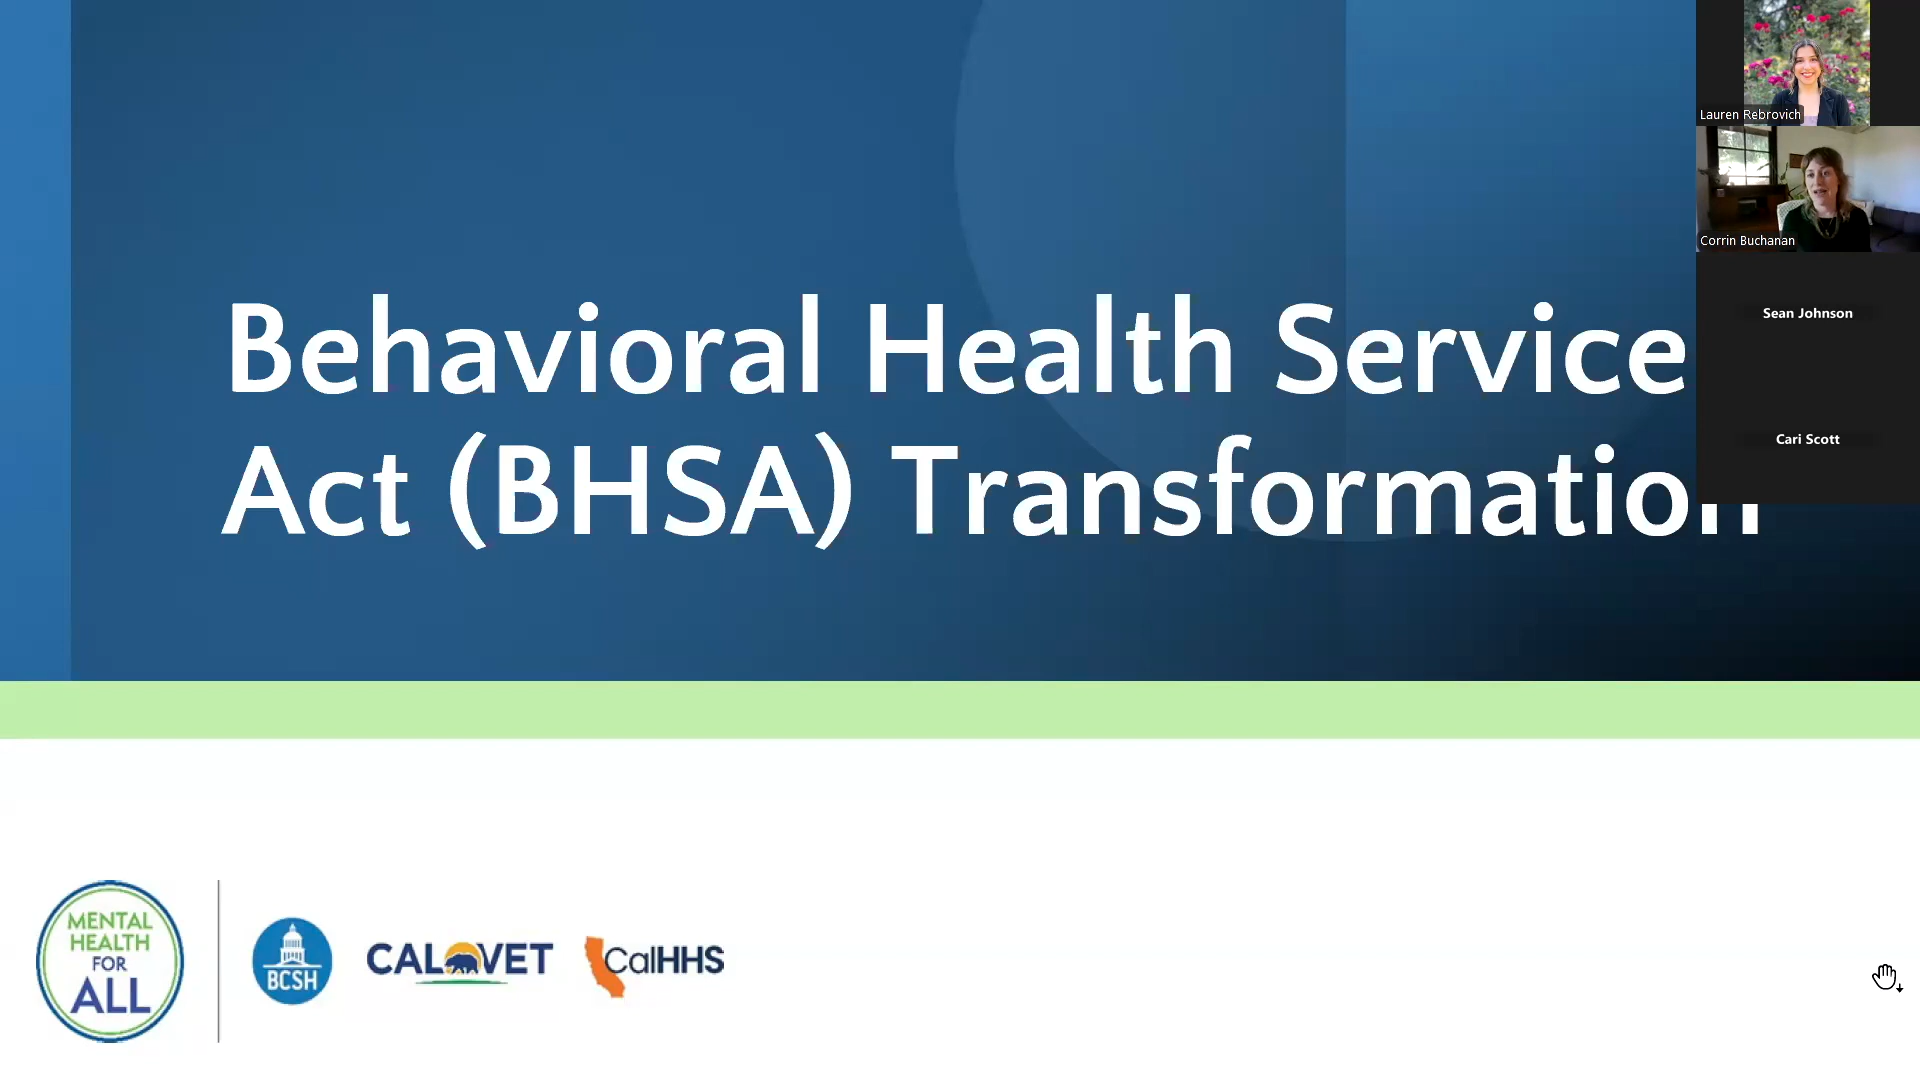 Behavioral Health Service
Act (BHSA) Transformation
Lauren Rebrovich
Corrin Buchanan
Sean Johnson
Cari Scott
MENTAL
HEALTH
FOR
ALL
BCSH
CALVET
CalHHS